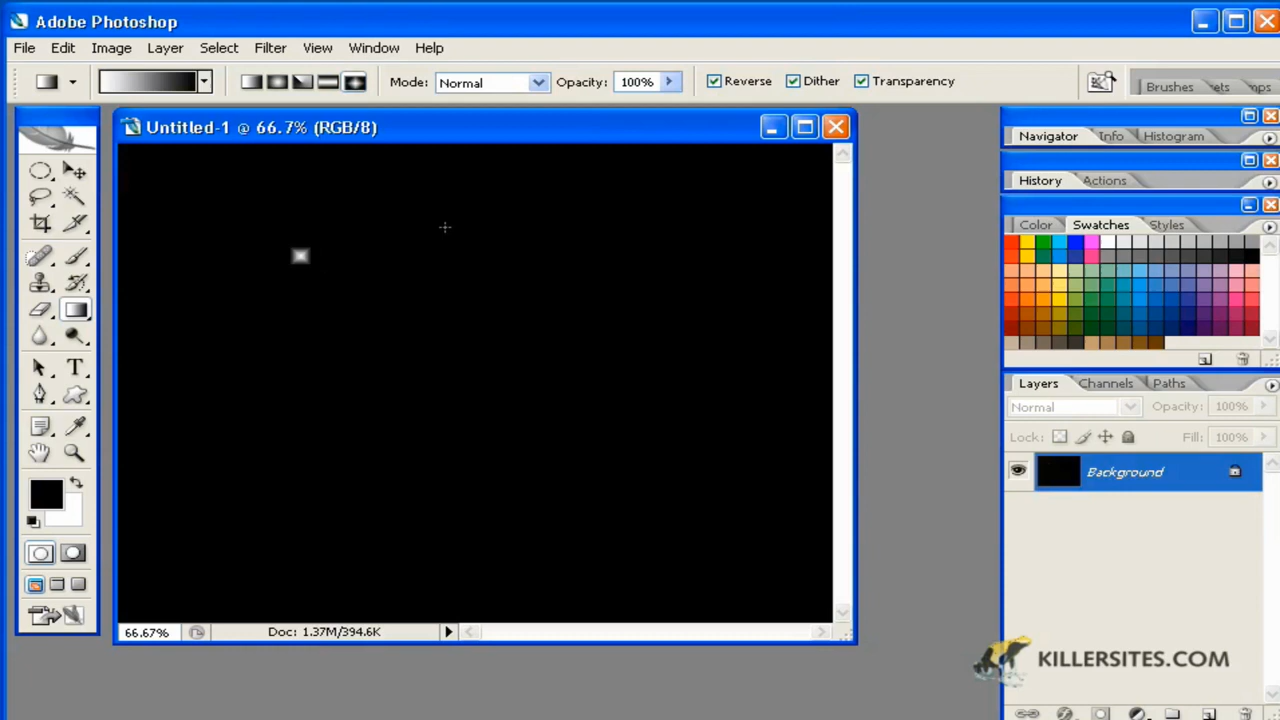 Adobe Photoshop
File Edit Image Layer Select Filter View Window Help
Mode: Normal Opacity: 100% Reverse Dither Transparency Brushes ets mps
Untitled-1 @ 66.7% (RGB/8)
Navigator Info Histogram
History Actions
Color Swatches Styles
T
Layers Channels Paths
Normal Opacity: 100%
Lock: Fill: 100%
Background
66.67% Doc: 1.37M/394.6K
KILLERSITES.COM